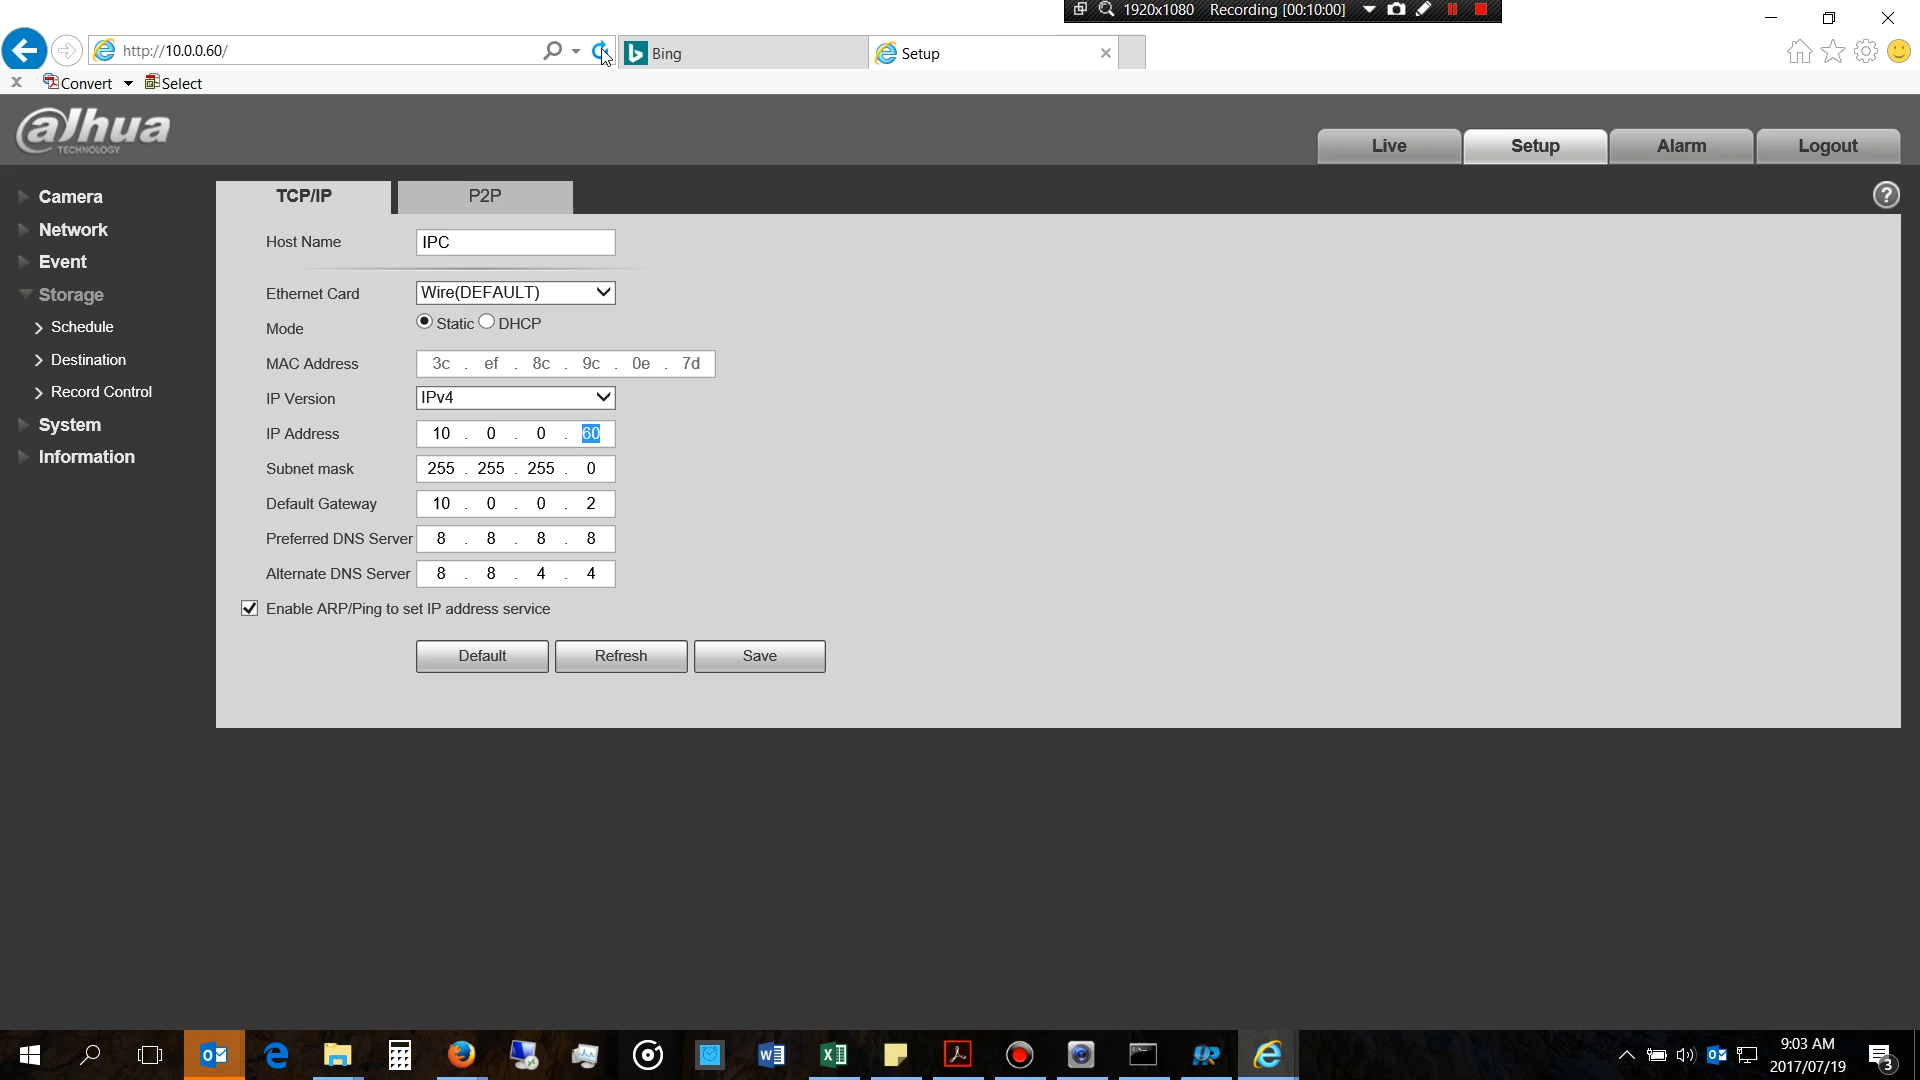 1920x1080 Recording [00:10:00]
http://10.0.0.60/
Bing
Setup
x Convert Select
alhua
TECHNOLOGY
Live Setup Alarm Logout
Camera
Network
Event
Storage
Schedule
Destination
Record Control
System
Information
TCP/IP P2P
?
Host Name IPC
Ethernet Card Wire(DEFAULT)
Mode Static DHCP
MAC Address 3c . ef . 8c . 9c . 0e . 7d
IP Version IPv4
IP Address 10 . 0 . 0 . 60
Subnet mask 255 . 255 . 255 . 0
Default Gateway 10 . 0 . 0 . 2
Preferred DNS Server 8 . 8 . 8 . 8
Alternate DNS Server 8 . 8 . 4 . 4
Enable ARP/Ping to set IP address service
Default Refresh Save
9:03 AM
2017/07/19
3